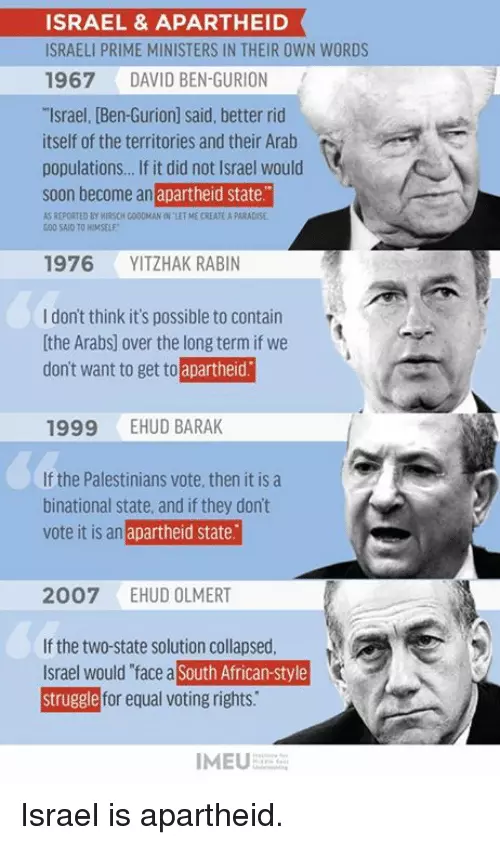 ISRAEL & APARTHEID
ISRAELI PRIME MINISTERS IN THEIR OWN WORDS
1967 DAVID BEN-GURION
"Israel, [Ben-Gurion] said, better rid
itself of the territories and their Arab
populations... If it did not Israel would
soon become an apartheid state."
AS REPORTED BY HIRSCH GOODMAN IN "LET ME CREATE A PARADISE,
GOD SAID TO HIMSELF"
1976 YITZHAK RABIN
I don't think it's possible to contain
[the Arabs] over the long term if we
don't want to get to apartheid."
1999 EHUD BARAK
If the Palestinians vote, then it is a
binational state, and if they don't
vote it is an apartheid state."
2007 EHUD OLMERT
If the two-state solution collapsed,
Israel would "face a South African-style
struggle for equal voting rights."
IMEU
Israel is apartheid.